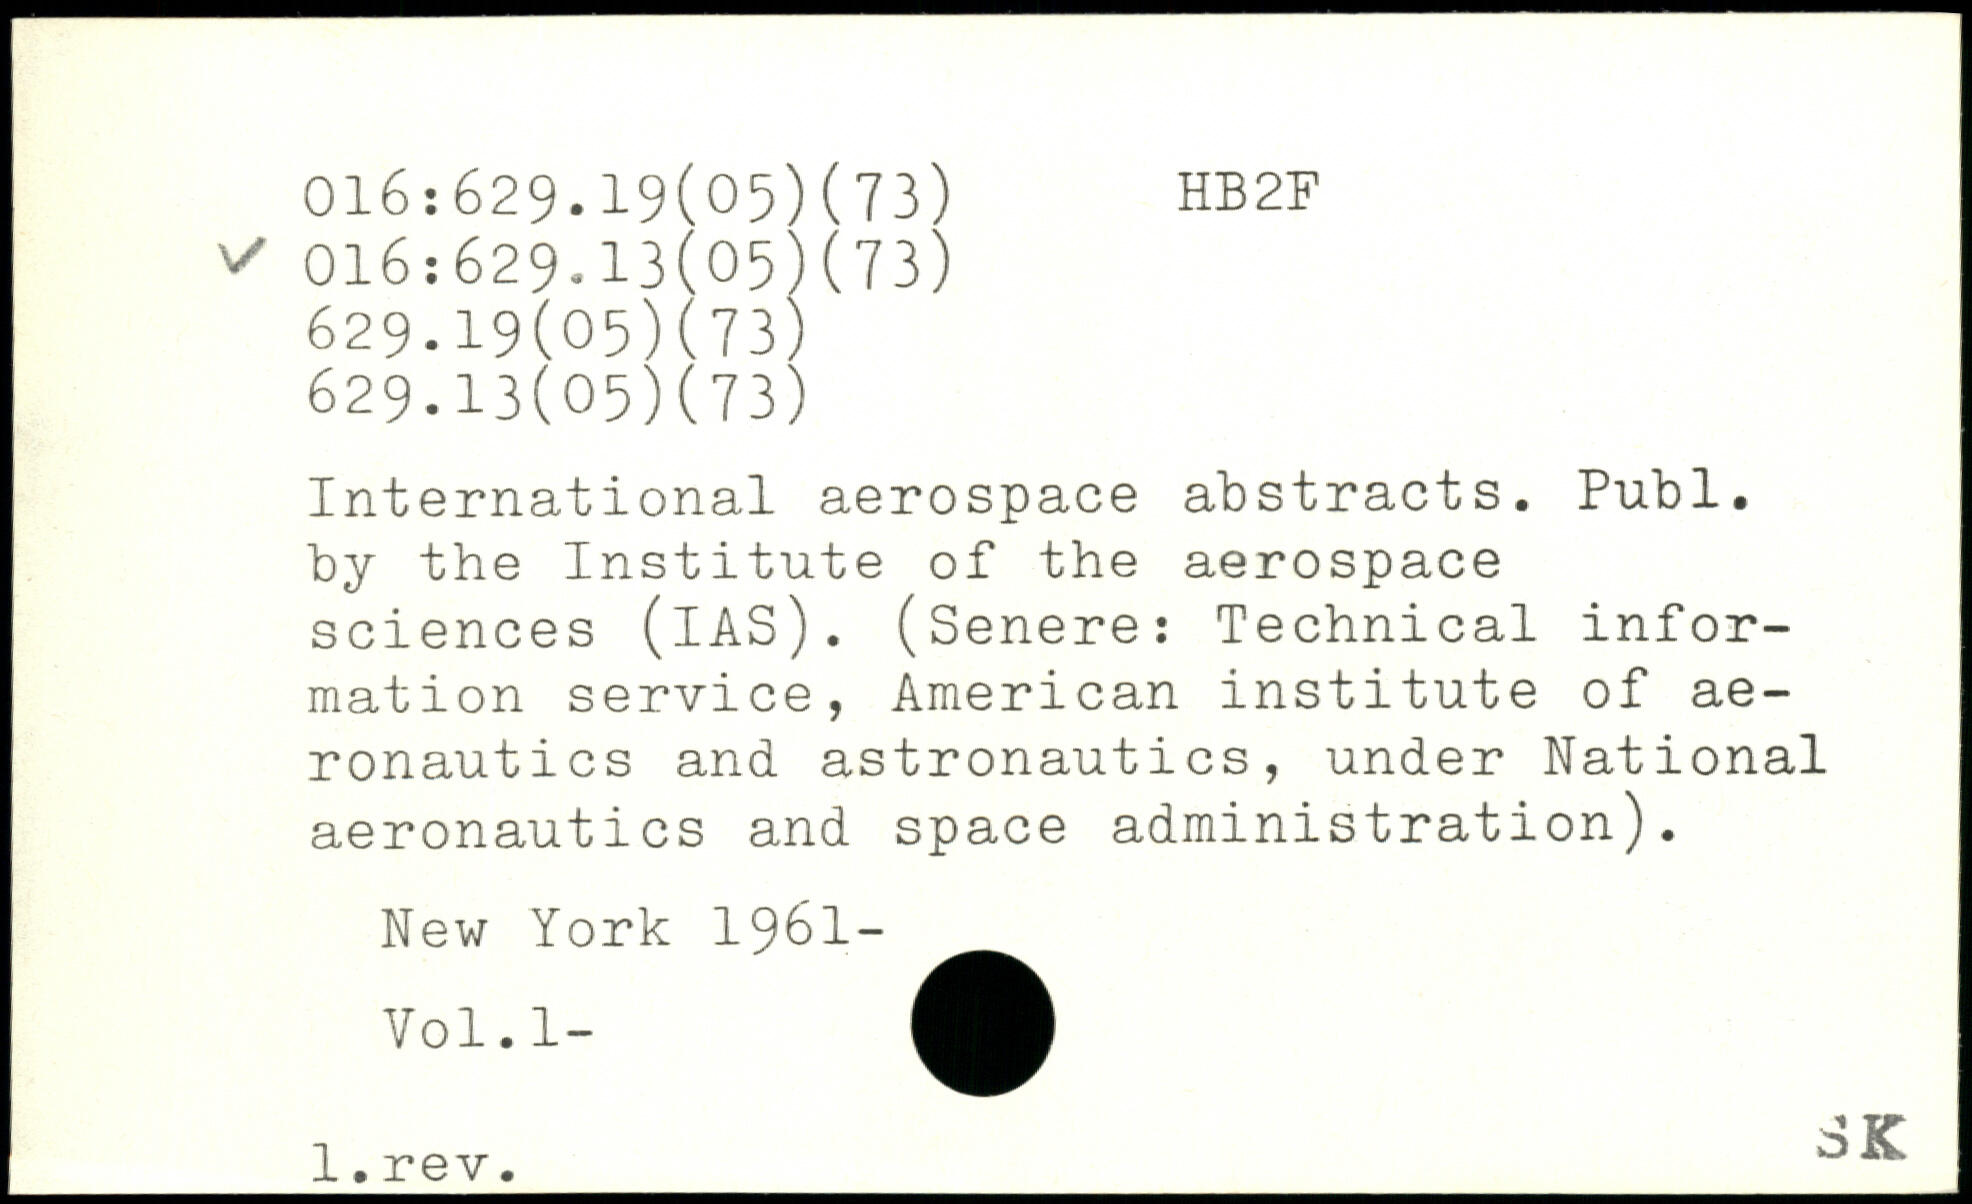 016:629.19(05)(73) HB2F
✓ 016:629.13(05)(73)
629.19(05)(73)
629.13(05)(73)
International aerospace abstracts. Publ.
by the Institute of the aerospace
sciences (IAS). (Senere: Technical infor-
mation service, American institute of ae-
ronautics and astronautics, under National
aeronautics and space administration).
New York 1961-
Vol.1-
1.rev.
SK